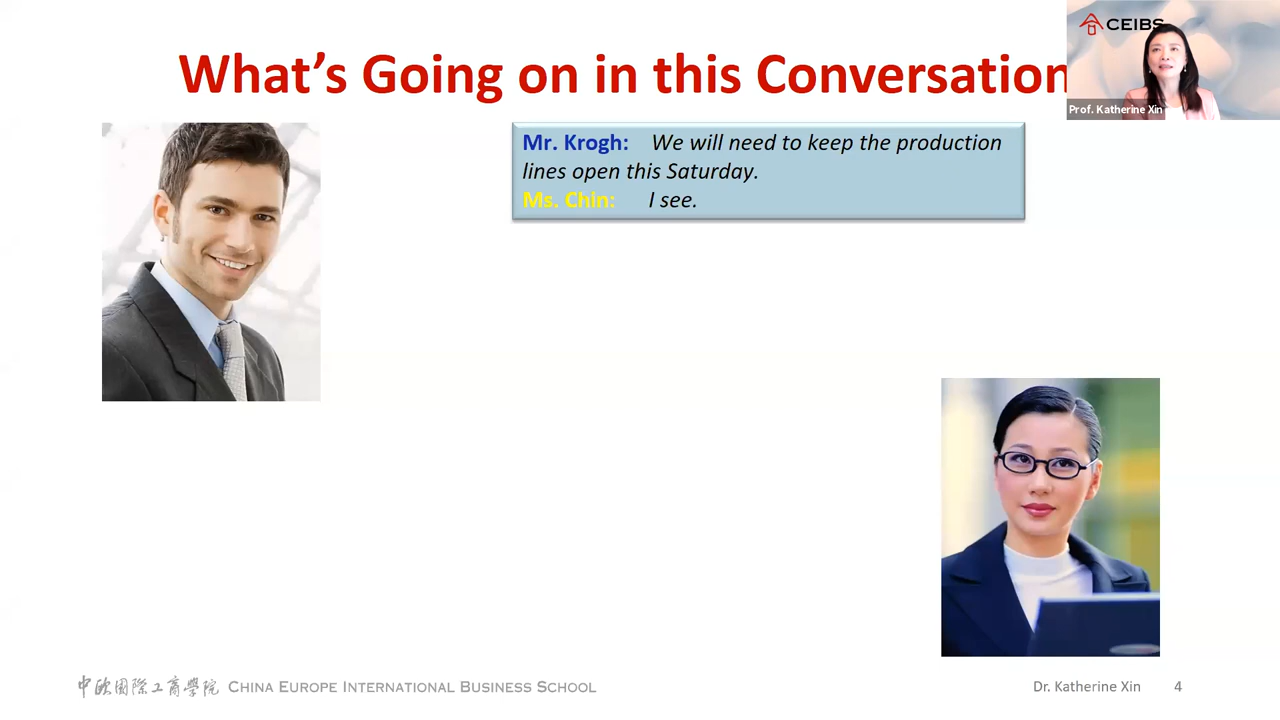 CEIBS
What's Going on in this Conversation
Prof. Katherine Xin
Mr. Krogh: We will need to keep the production
lines open this Saturday.
Ms. Chin: I see.
中欧国際工商學院 CHINA EUROPE INTERNATIONAL BUSINESS SCHOOL
Dr. Katherine Xin 4